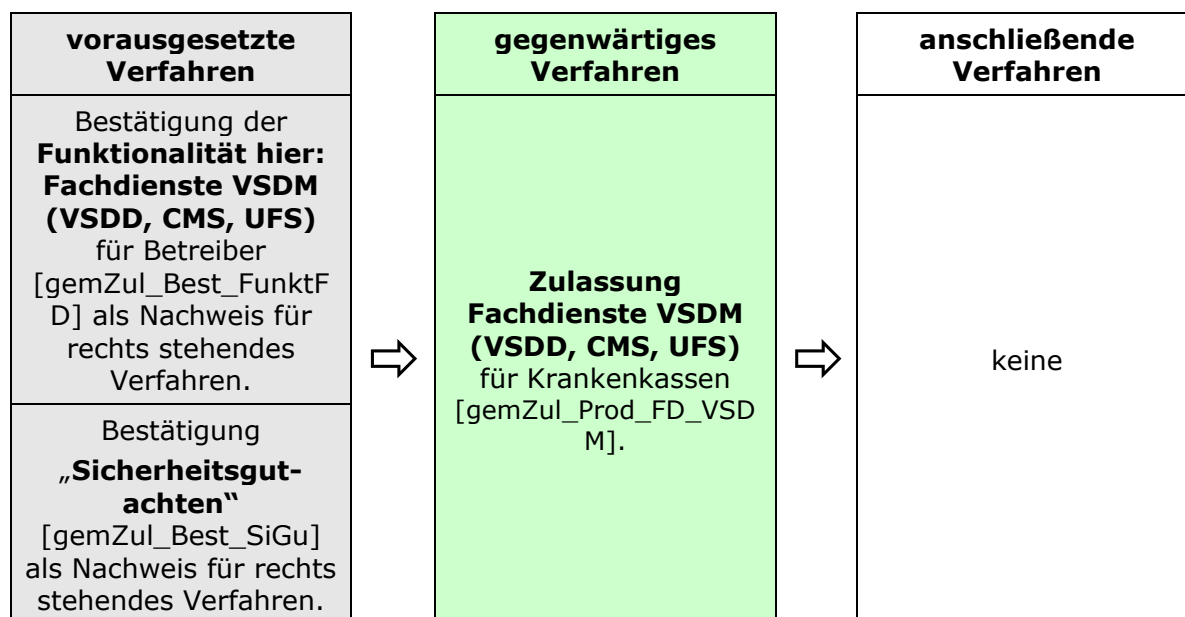 vorausgesetzte
Verfahren
Bestätigung der
Funktionalität hier:
Fachdienste VSDM
(VSDD, CMS, UFS)
für Betreiber
[gemZul_Best_FunktF
D] als Nachweis für
rechts stehendes
Verfahren.
Bestätigung
„Sicherheitsgut-
achten“
[gemZul_Best_SiGu]
als Nachweis für rechts
stehendes Verfahren.
gegenwärtiges
Verfahren
Zulassung
Fachdienste VSDM
(VSDD, CMS, UFS)
für Krankenkassen
[gemZul_Prod_FD_VSD
M].
anschließende
Verfahren
keine